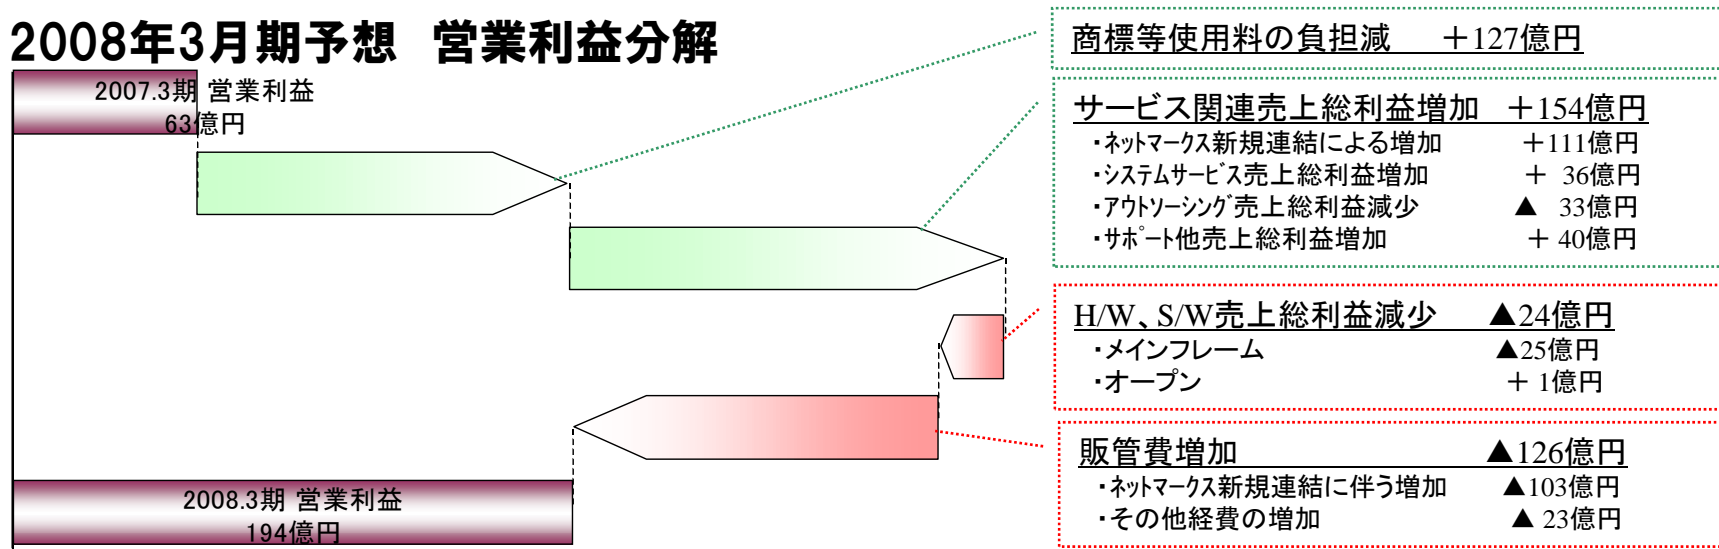 2008年3月期予想　営業利益分解
2007.3期 営業利益
63億円
商標等使用料の負担減　＋127億円
サービス関連売上総利益増加　＋154億円
・ネットマークス新規連結による増加　＋111億円
・システムサービス売上総利益増加　＋ 36億円
・アウトソーシング売上総利益減少　▲ 33億円
・サポート他売上総利益増加　＋ 40億円
H/W、S/W売上総利益減少　▲24億円
・メインフレーム　▲25億円
・オープン　＋ 1億円
販管費増加　▲126億円
・ネットマークス新規連結に伴う増加　▲103億円
・その他経費の増加　▲ 23億円
2008.3期 営業利益
194億円